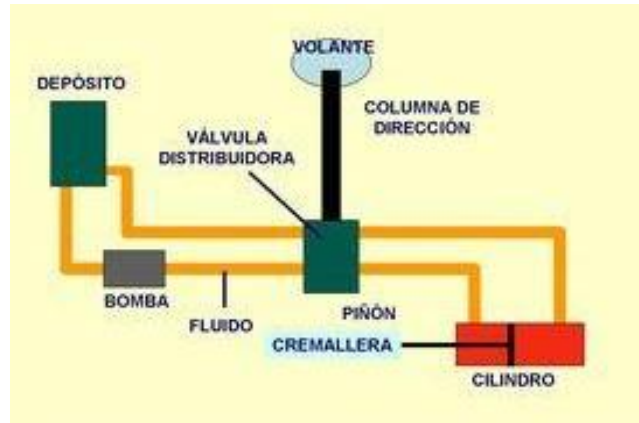 VOLANTE
DEPÓSITO
COLUMNA DE
DIRECCIÓN
VÁLVULA
DISTRIBUIDORA
BOMBA
FLUIDO
PIÑÓN
CREMALLERA
CILINDRO